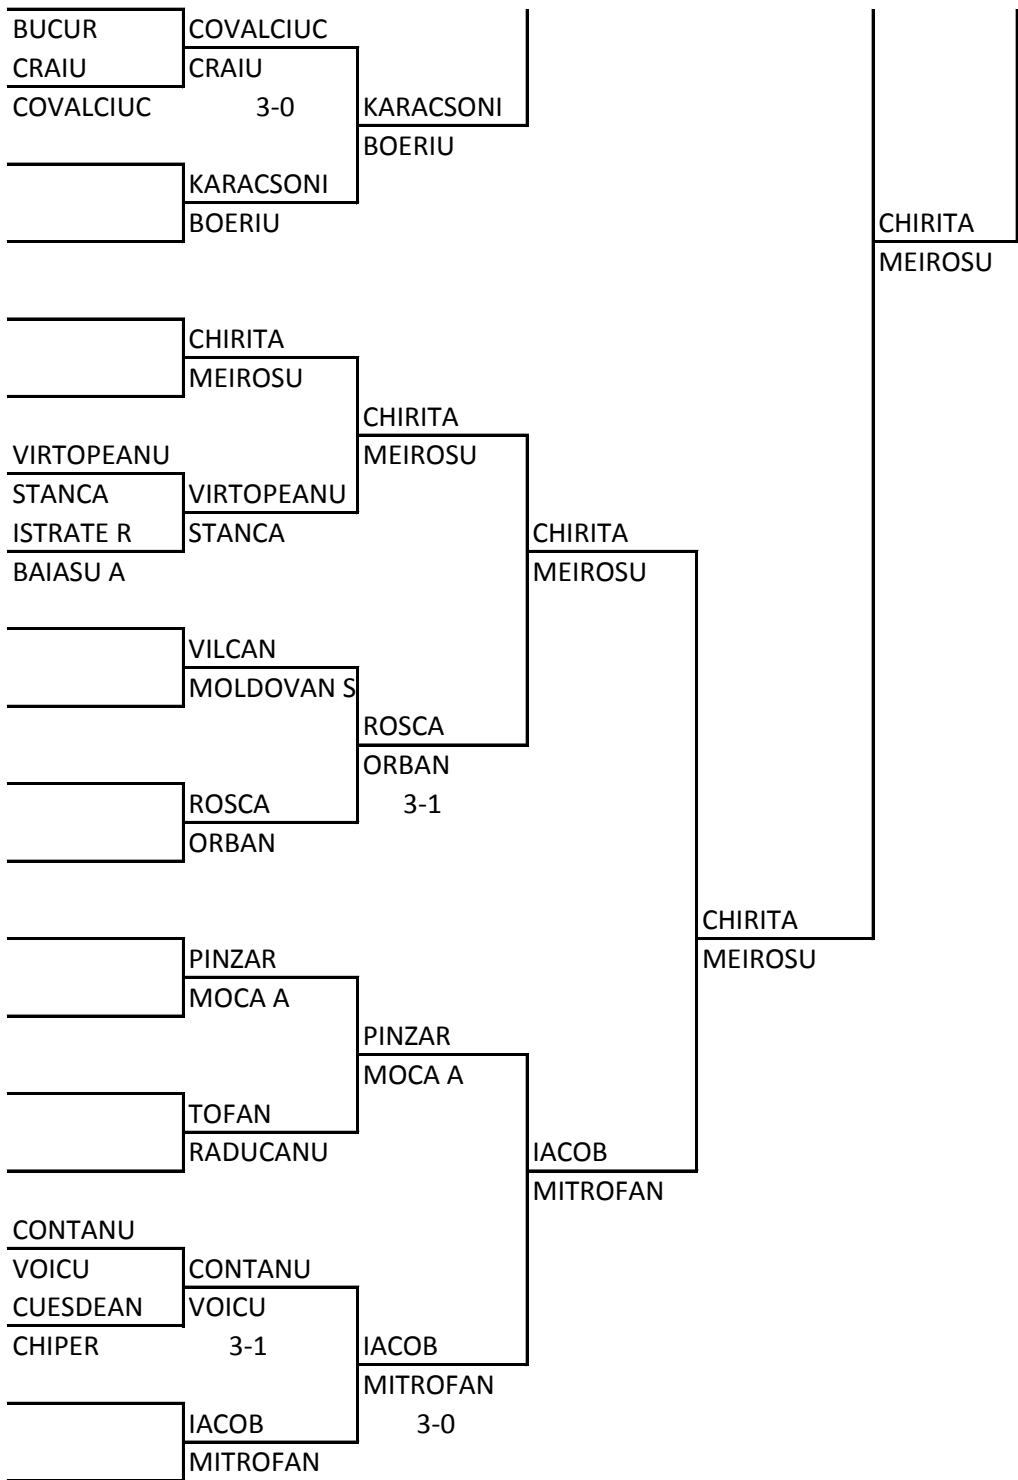 BUCUR COVALCIUC
CRAIU CRAIU
COVALCIUC 3-0 KARACSONI
BOERIU
KARACSONI
BOERIU CHIRITA
MEIROSU
CHIRITA
MEIROSU
CHIRITA
VIRTOPEANU MEIROSU
STANCA VIRTOPEANU
ISTRATE R STANCA CHIRITA
BAIASU A MEIROSU
VILCAN
MOLDOVAN S
ROSCA
ORBAN
ROSCA 3-1
ORBAN
CHIRITA
PINZAR MEIROSU
MOCA A
PINZAR
MOCA A
TOFAN
RADUCANU IACOB
MITROFAN
CONTANU
VOICU CONTANU
CUESDEAN VOICU
CHIPER 3-1 IACOB
MITROFAN
IACOB 3-0
MITROFAN